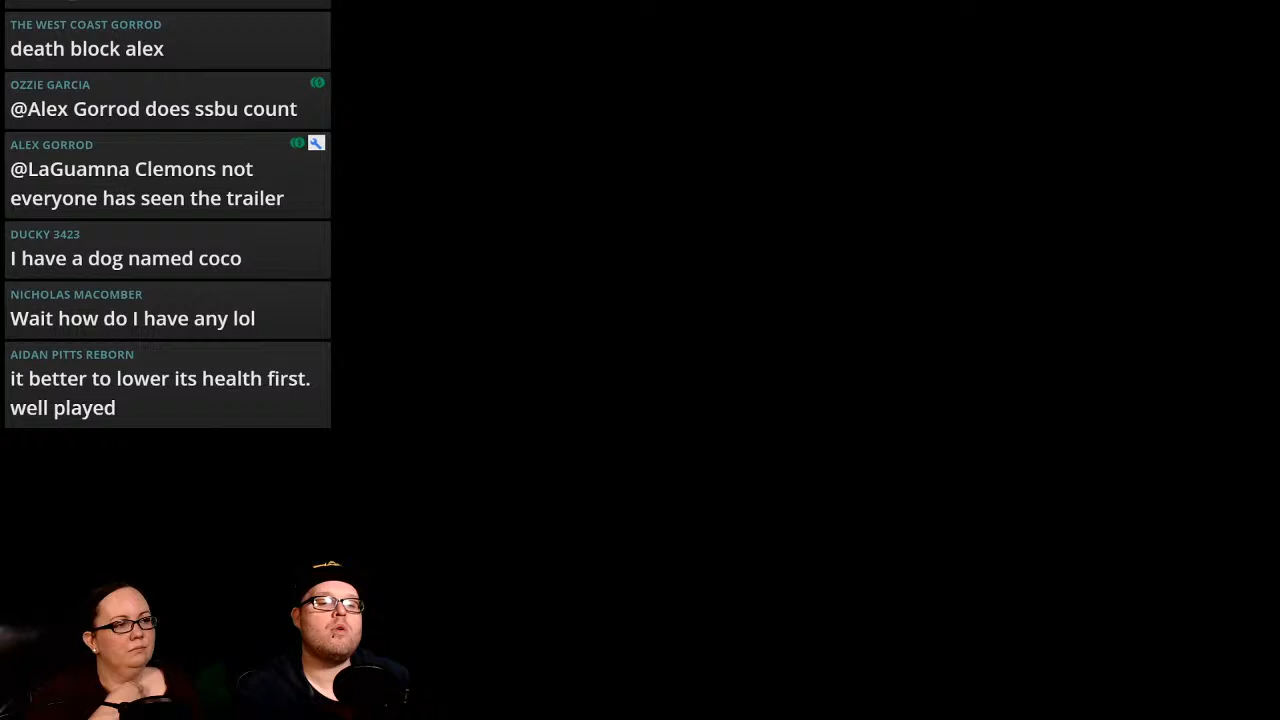 THE WEST COAST GORROD
death block alex
OZZIE GARCIA
@Alex Gorrod does ssbu count
ALEX GORROD
@LaGuamna Clemons not
everyone has seen the trailer
DUCKY 3423
I have a dog named coco
NICHOLAS MACOMBER
Wait how do I have any lol
AIDAN PITTS REBORN
it better to lower its health first.
well played